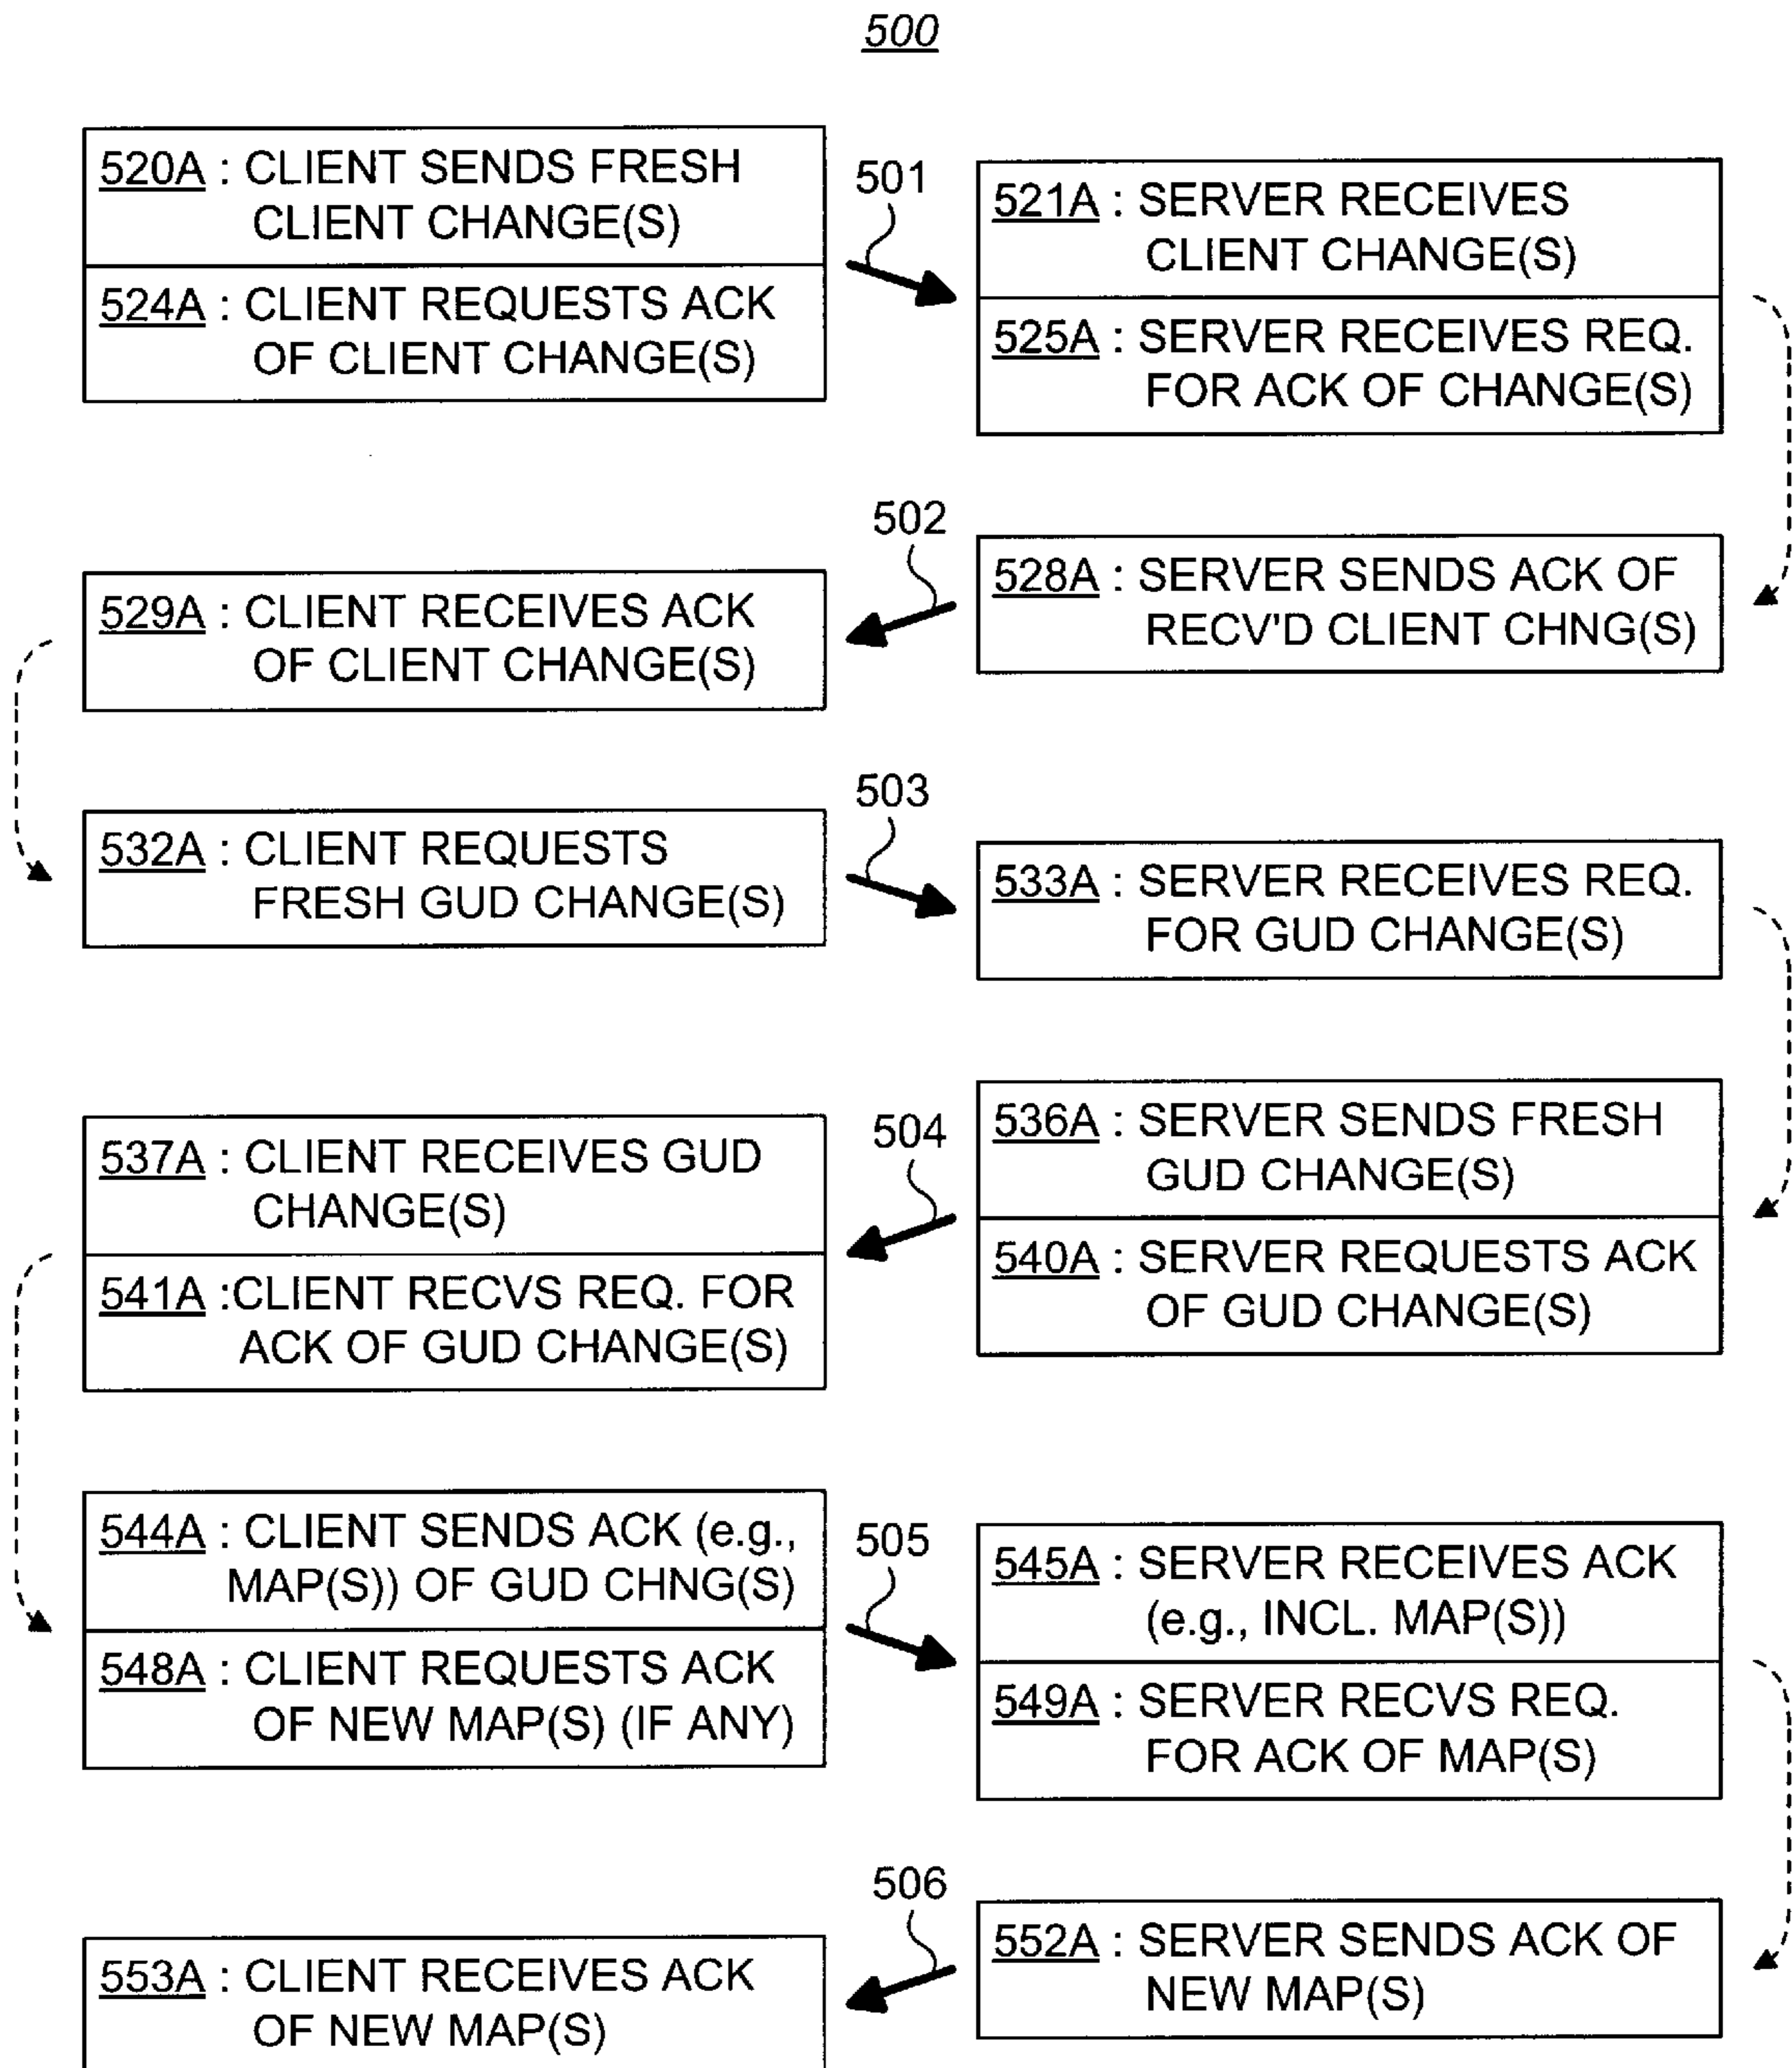 500
520A : CLIENT SENDS FRESH
CLIENT CHANGE(S)
524A : CLIENT REQUESTS ACK
OF CLIENT CHANGE(S)
501
521A : SERVER RECEIVES
CLIENT CHANGE(S)
525A : SERVER RECEIVES REQ.
FOR ACK OF CHANGE(S)
502
528A : SERVER SENDS ACK OF
RECV'D CLIENT CHNG(S)
529A : CLIENT RECEIVES ACK
OF CLIENT CHANGE(S)
503
532A : CLIENT REQUESTS
FRESH GUD CHANGE(S)
533A : SERVER RECEIVES REQ.
FOR GUD CHANGE(S)
504
536A : SERVER SENDS FRESH
GUD CHANGE(S)
540A : SERVER REQUESTS ACK
OF GUD CHANGE(S)
537A : CLIENT RECEIVES GUD
CHANGE(S)
541A :CLIENT RECVS REQ. FOR
ACK OF GUD CHANGE(S)
544A : CLIENT SENDS ACK (e.g.,
MAP(S)) OF GUD CHNG(S)
548A : CLIENT REQUESTS ACK
OF NEW MAP(S) (IF ANY)
505
545A : SERVER RECEIVES ACK
(e.g., INCL. MAP(S))
549A : SERVER RECVS REQ.
FOR ACK OF MAP(S)
506
552A : SERVER SENDS ACK OF
NEW MAP(S)
553A : CLIENT RECEIVES ACK
OF NEW MAP(S)